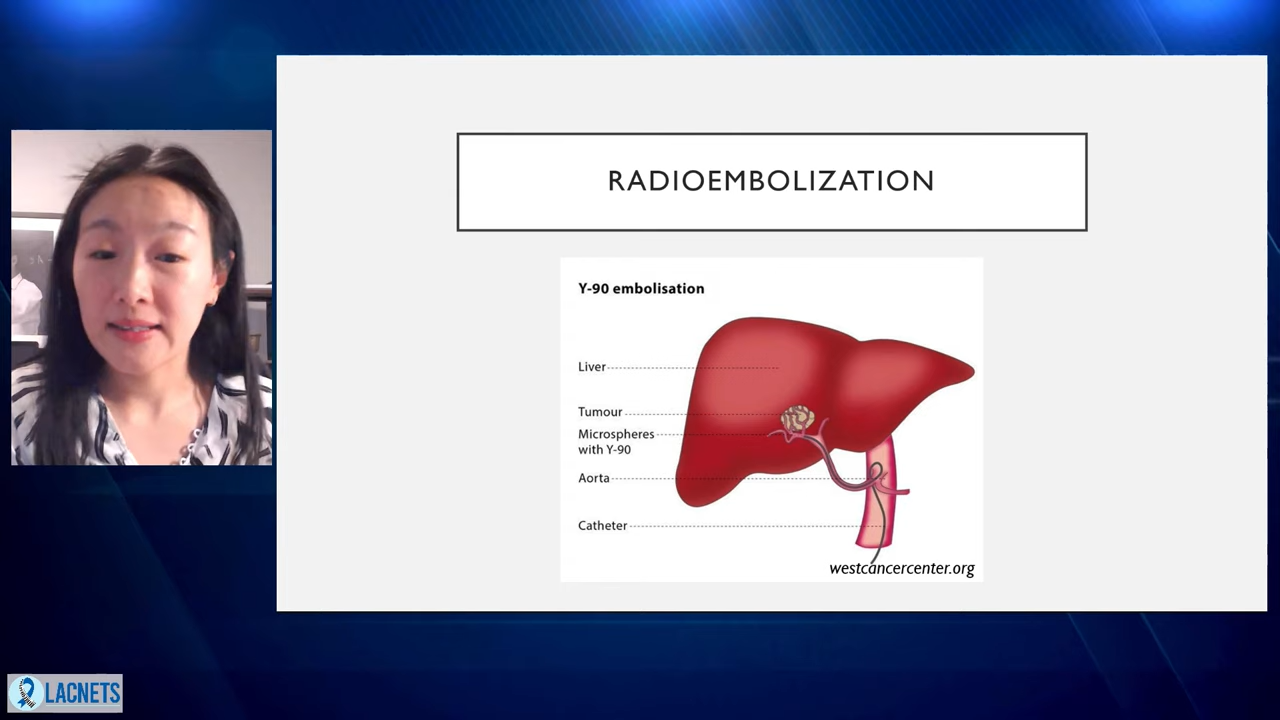 RADIOEMBOLIZATION
Y-90 embolisation
Liver
Tumour
Microspheres
with Y-90
Aorta
Catheter
westcancercenter.org
LACNETS